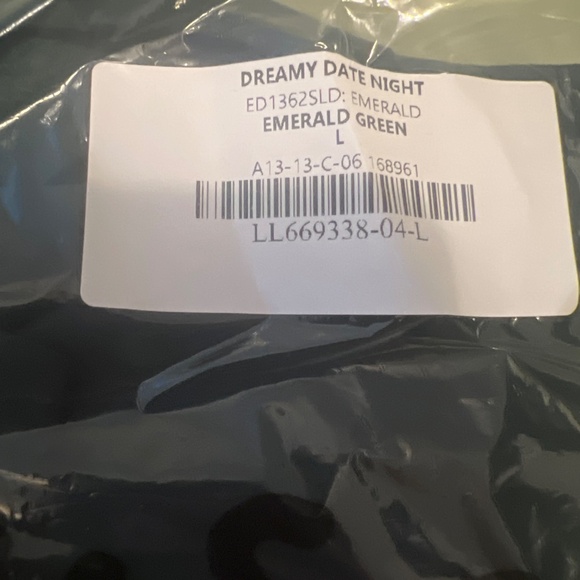 DREAMY DATE NIGHT
ED1362SLD: EMERALD
EMERALD GREEN
L
A13-13-C-06 168961
LL669338-04-L